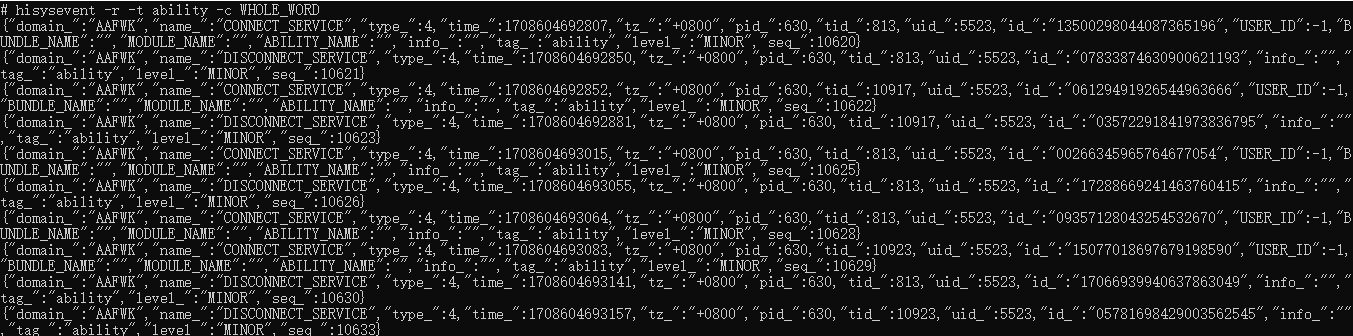 # hisysevent -r -t ability -c WHOLE_WORD
{"domain_":"AAFWK","name_":"CONNECT_SERVICE","type_":4,"time_":1708604692807,"tz_":"+0800","pid_":630,"tid_":813,"uid_":5523,"id_":"13500298044087365196","USER_ID":-1,"B
UNDLE_NAME":"","MODULE_NAME":"","ABILITY_NAME":"","info_":"","tag_":"ability","level_":"MINOR","seq_":10620}
{"domain_":"AAFWK","name_":"DISCONNECT_SERVICE","type_":4,"time_":1708604692850,"tz_":"+0800","pid_":630,"tid_":813,"uid_":5523,"id_":"07833874630900621193","info_":"","
tag_":"ability","level_":"MINOR","seq_":10621}
{"domain_":"AAFWK","name_":"CONNECT_SERVICE","type_":4,"time_":1708604692852,"tz_":"+0800","pid_":630,"tid_":10917,"uid_":5523,"id_":"06129491926544963666","USER_ID":-1,
"BUNDLE_NAME":"","MODULE_NAME":"","ABILITY_NAME":"","info_":"","tag_":"ability","level_":"MINOR","seq_":10622}
{"domain_":"AAFWK","name_":"DISCONNECT_SERVICE","type_":4,"time_":1708604692881,"tz_":"+0800","pid_":630,"tid_":10917,"uid_":5523,"id_":"03572291841973836795","info_":""
,"tag_":"ability","level_":"MINOR","seq_":10623}
{"domain_":"AAFWK","name_":"CONNECT_SERVICE","type_":4,"time_":1708604693015,"tz_":"+0800","pid_":630,"tid_":813,"uid_":5523,"id_":"00266345965764677054","USER_ID":-1,"B
UNDLE_NAME":"","MODULE_NAME":"","ABILITY_NAME":"","info_":"","tag_":"ability","level_":"MINOR","seq_":10625}
{"domain_":"AAFWK","name_":"DISCONNECT_SERVICE","type_":4,"time_":1708604693055,"tz_":"+0800","pid_":630,"tid_":813,"uid_":5523,"id_":"17288669241463760415","info_":"","
tag_":"ability","level_":"MINOR","seq_":10626}
{"domain_":"AAFWK","name_":"CONNECT_SERVICE","type_":4,"time_":1708604693064,"tz_":"+0800","pid_":630,"tid_":813,"uid_":5523,"id_":"09357128043254532670","USER_ID":-1,"B
UNDLE_NAME":"","MODULE_NAME":"","ABILITY_NAME":"","info_":"","tag_":"ability","level_":"MINOR","seq_":10628}
{"domain_":"AAFWK","name_":"CONNECT_SERVICE","type_":4,"time_":1708604693083,"tz_":"+0800","pid_":630,"tid_":10923,"uid_":5523,"id_":"15077018697679198590","USER_ID":-1,
"BUNDLE_NAME":"","MODULE_NAME":"","ABILITY_NAME":"","info_":"","tag_":"ability","level_":"MINOR","seq_":10629}
{"domain_":"AAFWK","name_":"DISCONNECT_SERVICE","type_":4,"time_":1708604693141,"tz_":"+0800","pid_":630,"tid_":813,"uid_":5523,"id_":"17066939940637863049","info_":"","
tag_":"ability","level_":"MINOR","seq_":10630}
{"domain_":"AAFWK","name_":"DISCONNECT_SERVICE","type_":4,"time_":1708604693157,"tz_":"+0800","pid_":630,"tid_":10923,"uid_":5523,"id_":"05781698429003562545","info_":""
,"tag_":"ability","level_":"MINOR","seq_":10633}